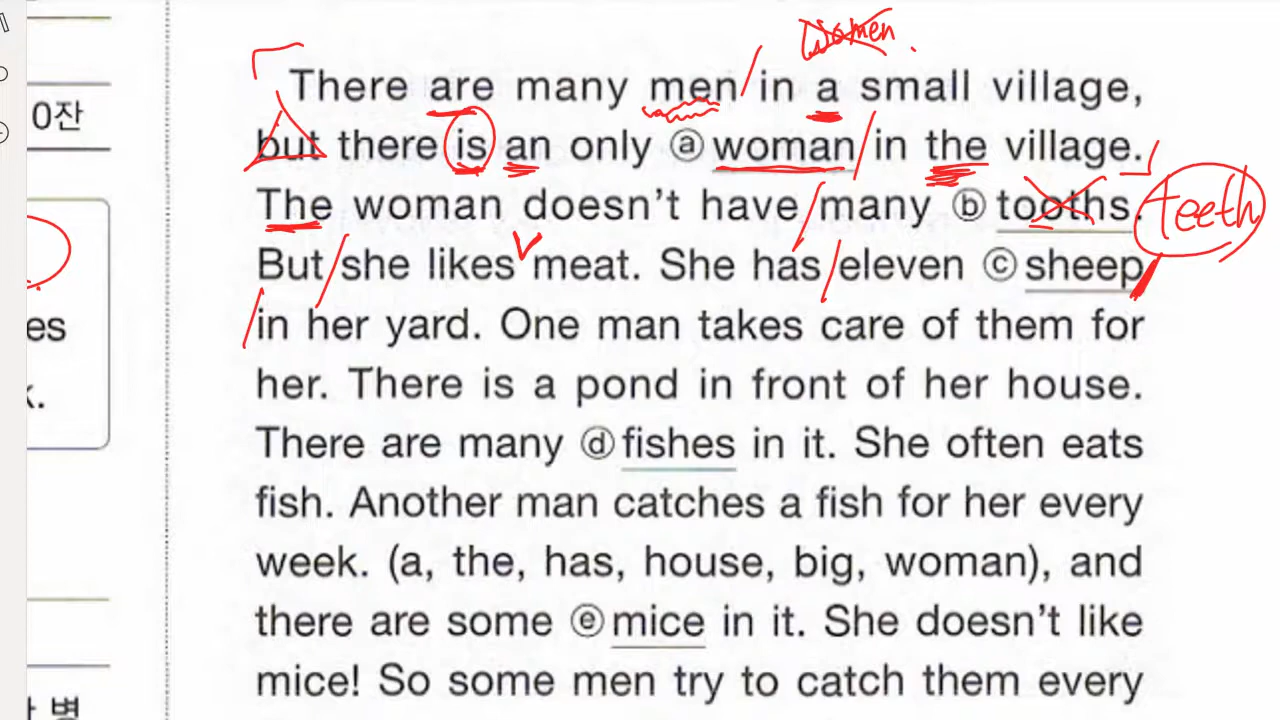 women
There are many men in a small village,
but there is an only ⓐ woman in the village.
The woman doesn't have many ⓑ tooths. teeth
But she likes meat. She has eleven ⓒ sheep
in her yard. One man takes care of them for
her. There is a pond in front of her house.
There are many ⓓ fishes in it. She often eats
fish. Another man catches a fish for her every
week. (a, the, has, house, big, woman), and
there are some ⓔ mice in it. She doesn't like
mice! So some men try to catch them every
0잔
es
k.
병